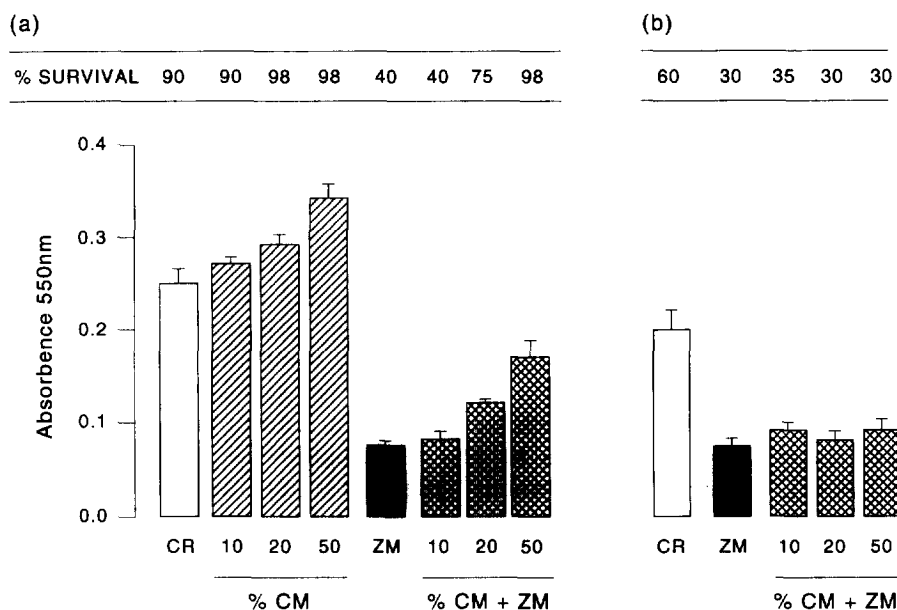 (a) (b)
% SURVIVAL 90 90 98 98 40 40 75 98 60 30 35 30 30
0.4
0.3
0.2
0.1
0.0
Absorbence 550nm
CR 10 20 50 ZM 10 20 50 CR ZM 10 20 50
% CM % CM + ZM % CM + ZM